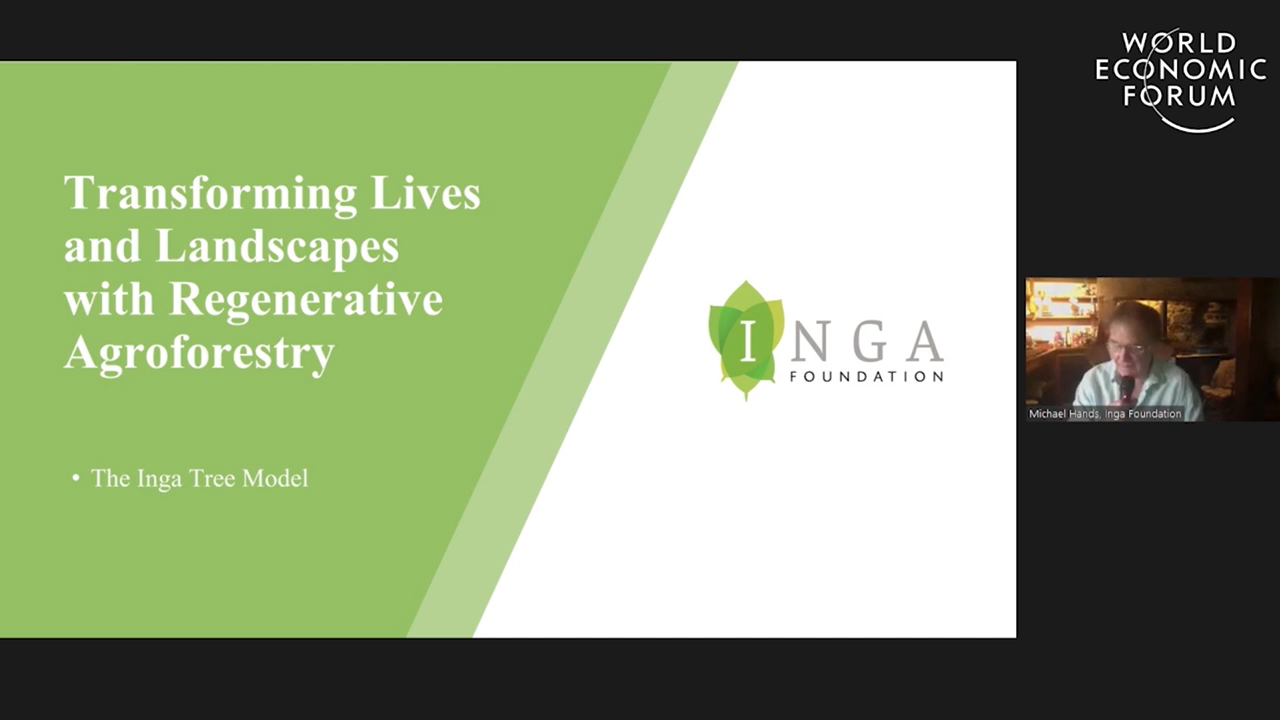 WORLD
ECONOMIC
FORUM
Transforming Lives
and Landscapes
with Regenerative
Agroforestry
• The Inga Tree Model
INGA
FOUNDATION
Michael Hands, Inga Foundation